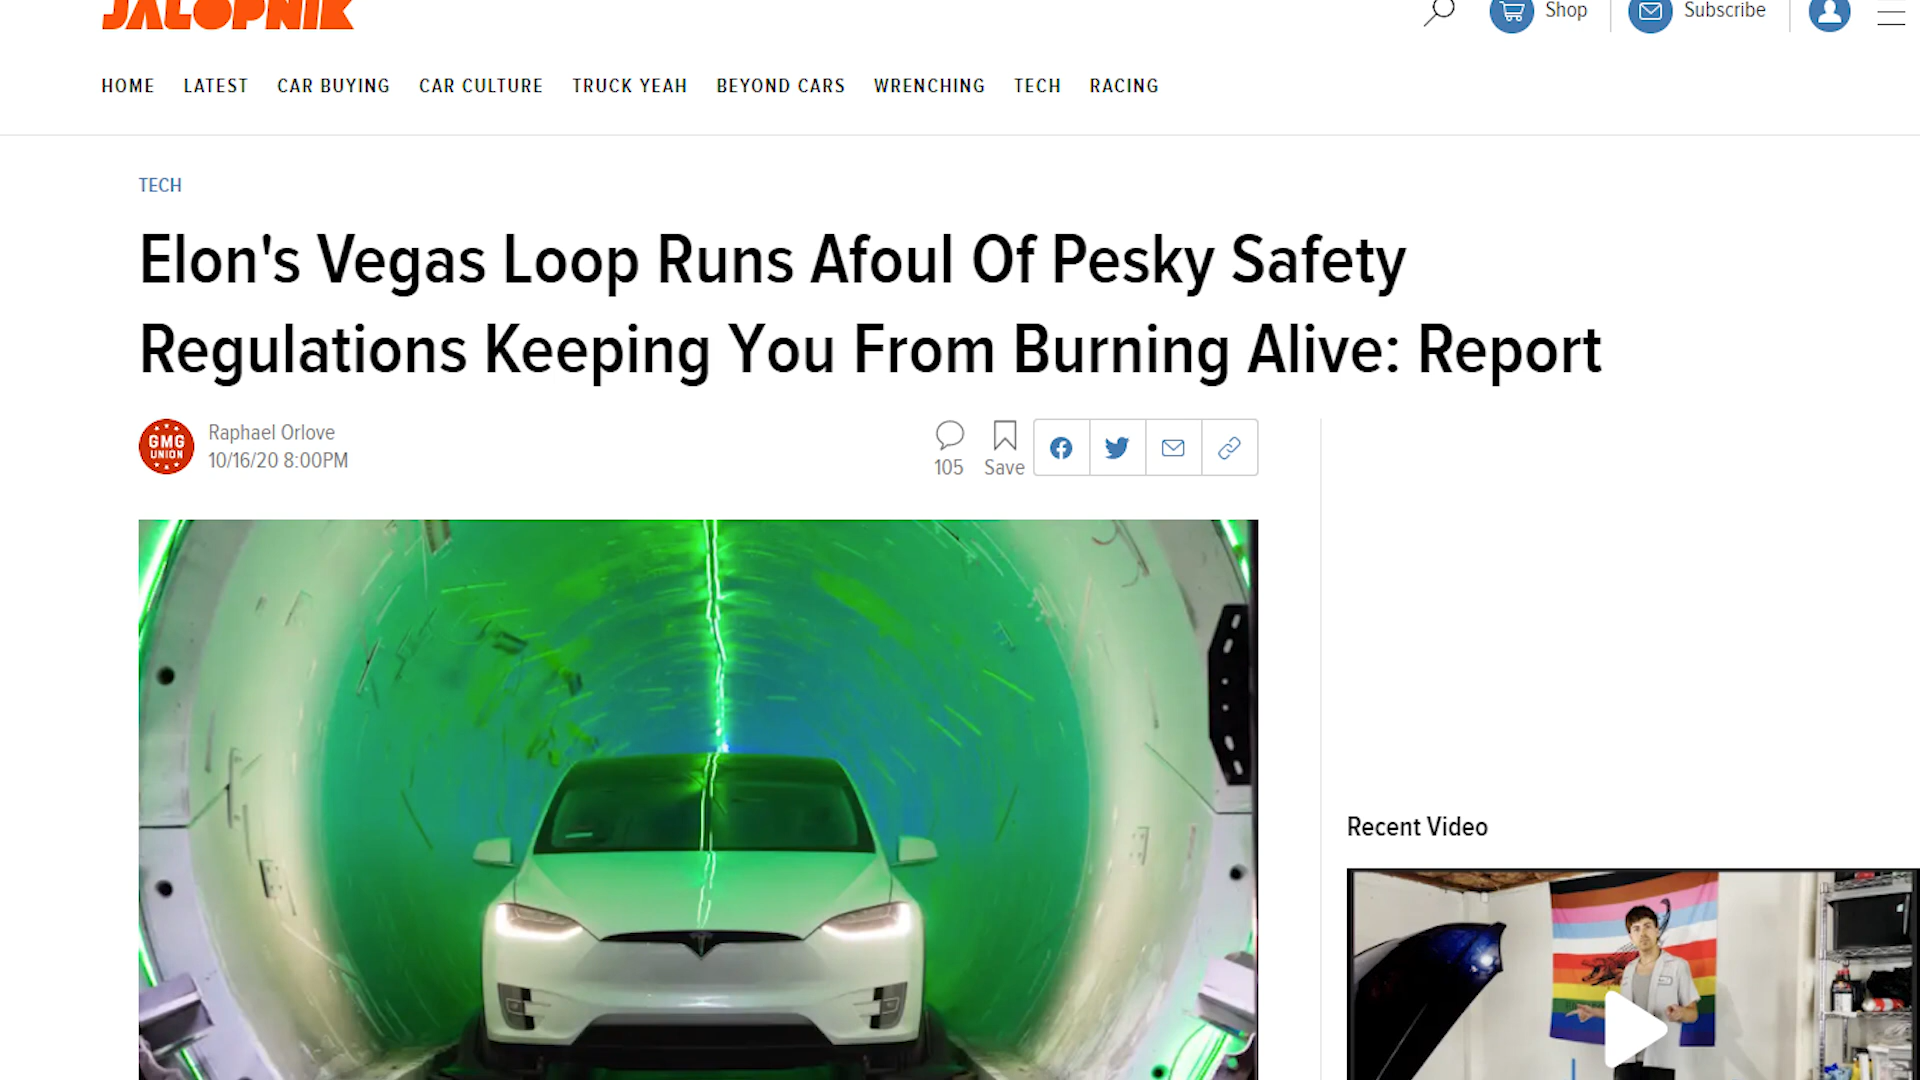 JALOPNIK
Shop
Subscribe
HOME LATEST CAR BUYING CAR CULTURE TRUCK YEAH BEYOND CARS WRENCHING TECH RACING
TECH
Elon's Vegas Loop Runs Afoul Of Pesky Safety
Regulations Keeping You From Burning Alive: Report
GMG
UNION
Raphael Orlove
10/16/20 8:00PM
105
Save
Recent Video